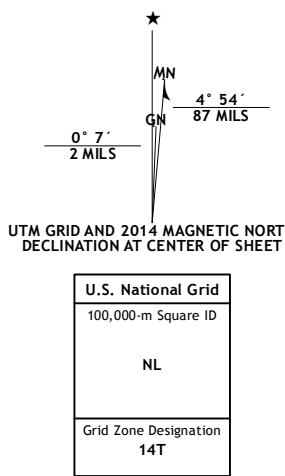 ★
MN
4° 54´
87 MILS
GN
0° 7´
2 MILS
UTM GRID AND 2014 MAGNETIC NORT
DECLINATION AT CENTER OF SHEET
U.S. National Grid
100,000-m Square ID
NL
Grid Zone Designation
14T